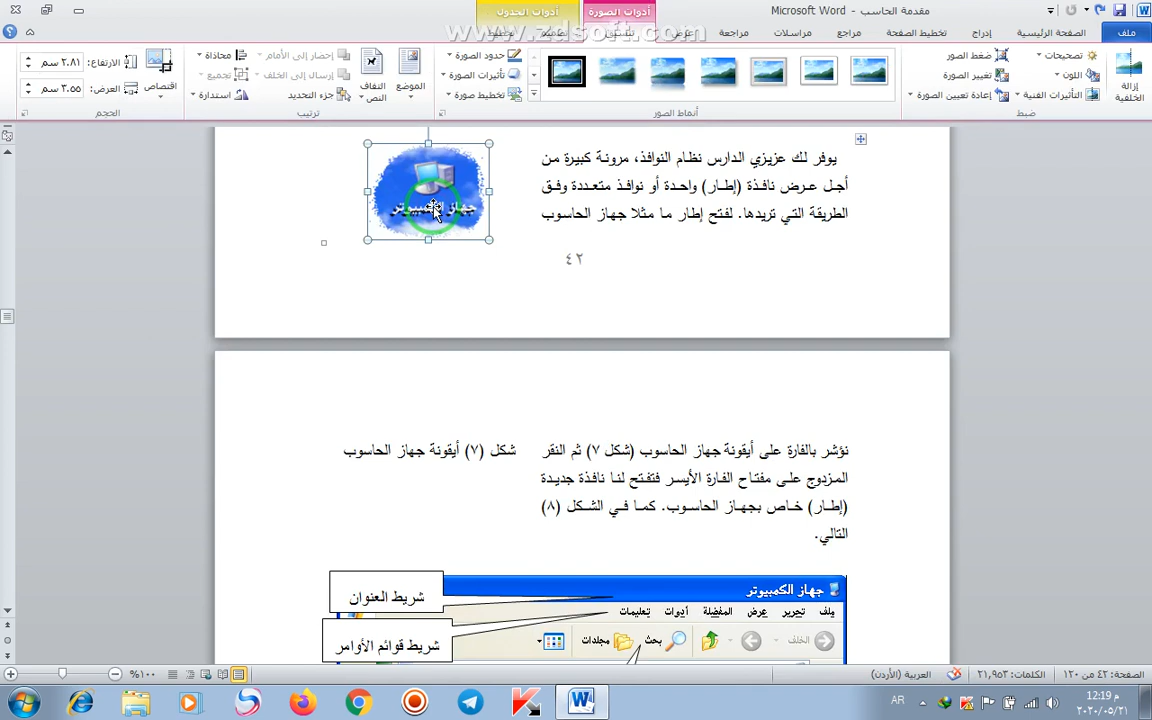 مقدمة الحاسب - Microsoft Word
أدوات الصورة
أدوات الجدول
www.zdsoft.com
ملف
الصفحة الرئيسية
إدراج
تخطيط الصفحة
مراسلات
مراجع
مراجعة
عرض
إزالة الخلفية
تصحيحات
اللون
التأثيرات الفنية
ضغط الصور
تغيير الصورة
إعادة تعيين الصورة
ضبط
أنماط الصور
حدود الصورة
تأثيرات الصورة
تخطيط صورة
الموضع
التفاف النص
إحضار إلى الأمام
إرسال إلى الخلف
جزء التحديد
محاذاة
تجميع
استدارة
ترتيب
اقتصاص
الارتفاع: ٢.٨١ سم
العرض: ٣.٥٥ سم
الحجم
يوفر لك عزيزي الدارس نظام النوافذ، مرونة كبيرة من
أجل عرض نافذة (إطار) واحدة أو نوافذ متعددة وفق
الطريقة التي تريدها. لفتح إطار ما مثلا جهاز الحاسوب
جهاز الكمبيوتر
٤٢
نؤشر بالفارة على أيقونة جهاز الحاسوب (شكل ٧) ثم النقر
المزدوج على مفتاح الفارة الأيسر فتفتح لنا نافذة جديدة
(إطار) خاص بجهاز الحاسوب. كما في الشكل (٨)
التالي.
شكل (٧) أيقونة جهاز الحاسوب
جهاز الكمبيوتر
شريط العنوان
ملف تحرير عرض المفضلة أدوات تعليمات
شريط قوائم الأوامر
الخلف
بحث
مجلدات
الصفحة: ٤٢ من ١٢٠
الكلمات: ٢١,٩٥٣
العربية (الأردن)
١٠٠%
AR
12:19 م
٢٠٢٠/٠٥/٢١